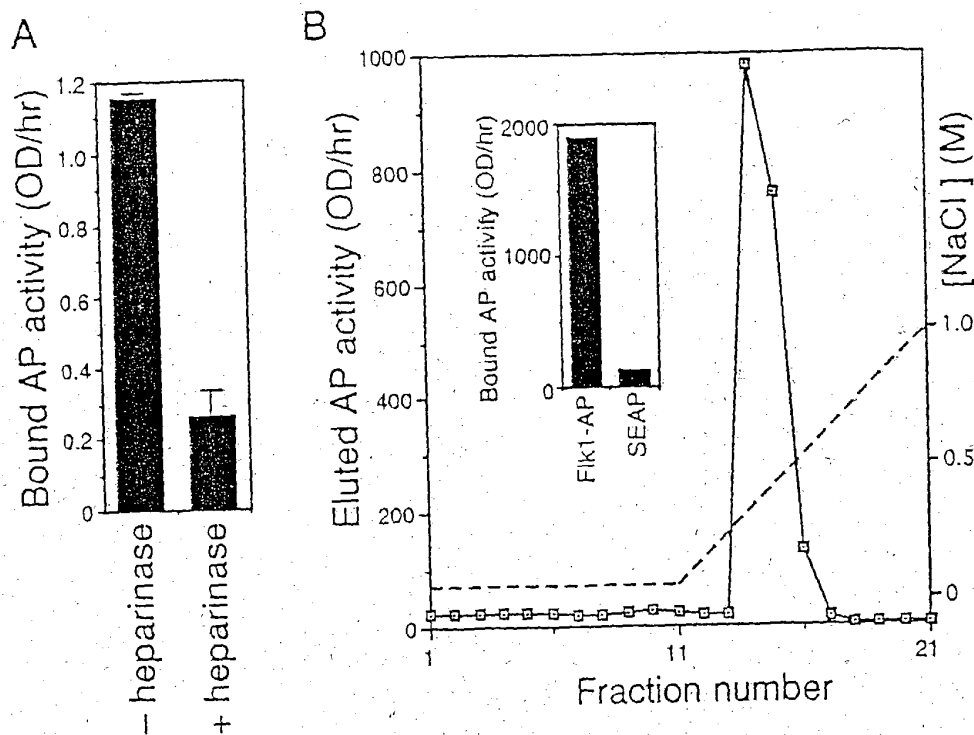 A
Bound AP activity (OD/hr)
1.2
1.0
0.8
0.6
0.4
0.2
0
− heparinase
+ heparinase
B
Eluted AP activity (OD/hr)
1000
800
600
400
200
0
Bound AP activity (OD/hr)
2000
1000
0
Flk1-AP
SEAP
[NaCl] (M)
1.0
0.5
0
1
11
21
Fraction number